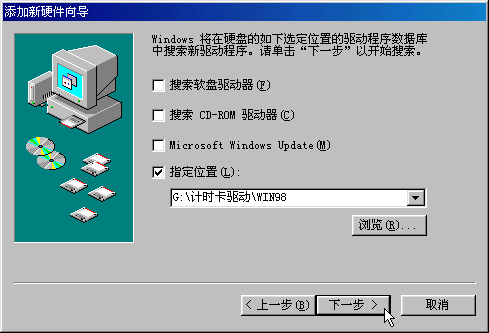 添加新硬件向导
Windows 将在硬盘的如下选定位置的驱动程序数据库
中搜索新驱动程序。请单击“下一步”以开始搜索。
搜索软盘驱动器(F)
搜索 CD-ROM 驱动器(C)
Microsoft Windows Update(M)
指定位置(L):
G:\计时卡驱动\WIN98
浏览(R)...
< 上一步(B)
下一步 >
取消